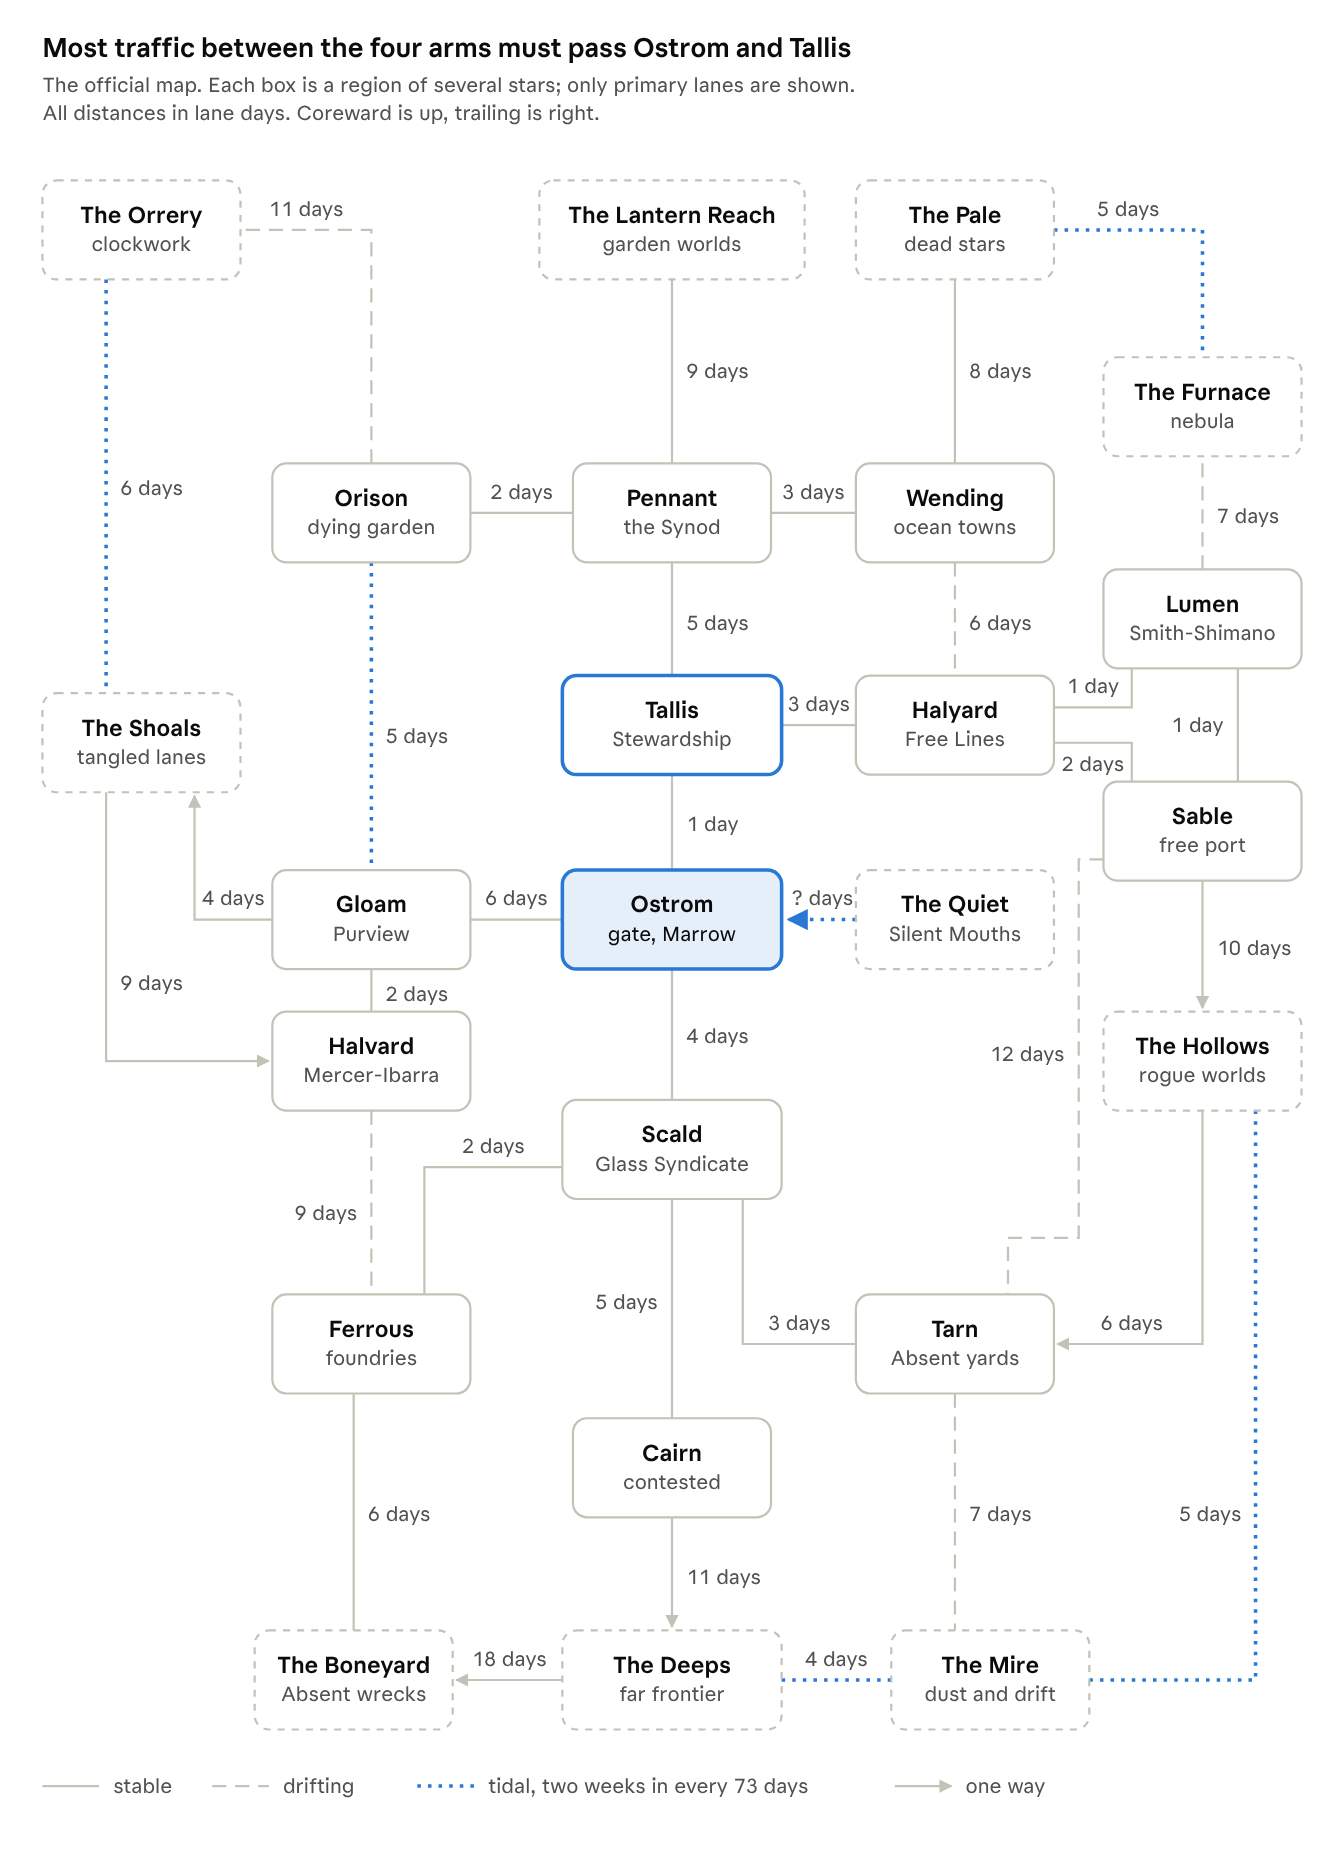 Most traffic between the four arms must pass Ostrom and Tallis
The official map. Each box is a region of several stars; only primary lanes are shown.
All distances in lane days. Coreward is up, trailing is right.
The Orrery
clockwork
11 days
The Lantern Reach
garden worlds
The Pale
dead stars
5 days
9 days
8 days
The Furnace
nebula
6 days
Orison
dying garden
2 days
Pennant
the Synod
3 days
Wending
ocean towns
7 days
5 days
6 days
Lumen
Smith-Shimano
The Shoals
tangled lanes
5 days
Tallis
Stewardship
3 days
Halyard
Free Lines
1 day
1 day
2 days
1 day
Sable
free port
4 days
Gloam
Purview
6 days
Ostrom
gate, Marrow
? days
The Quiet
Silent Mouths
10 days
9 days
2 days
Halvard
Mercer-Ibarra
4 days
12 days
The Hollows
rogue worlds
2 days
Scald
Glass Syndicate
9 days
5 days
3 days
Ferrous
foundries
Tarn
Absent yards
6 days
Cairn
contested
6 days
7 days
5 days
11 days
The Boneyard
Absent wrecks
18 days
The Deeps
far frontier
4 days
The Mire
dust and drift
stable
drifting
tidal, two weeks in every 73 days
one way